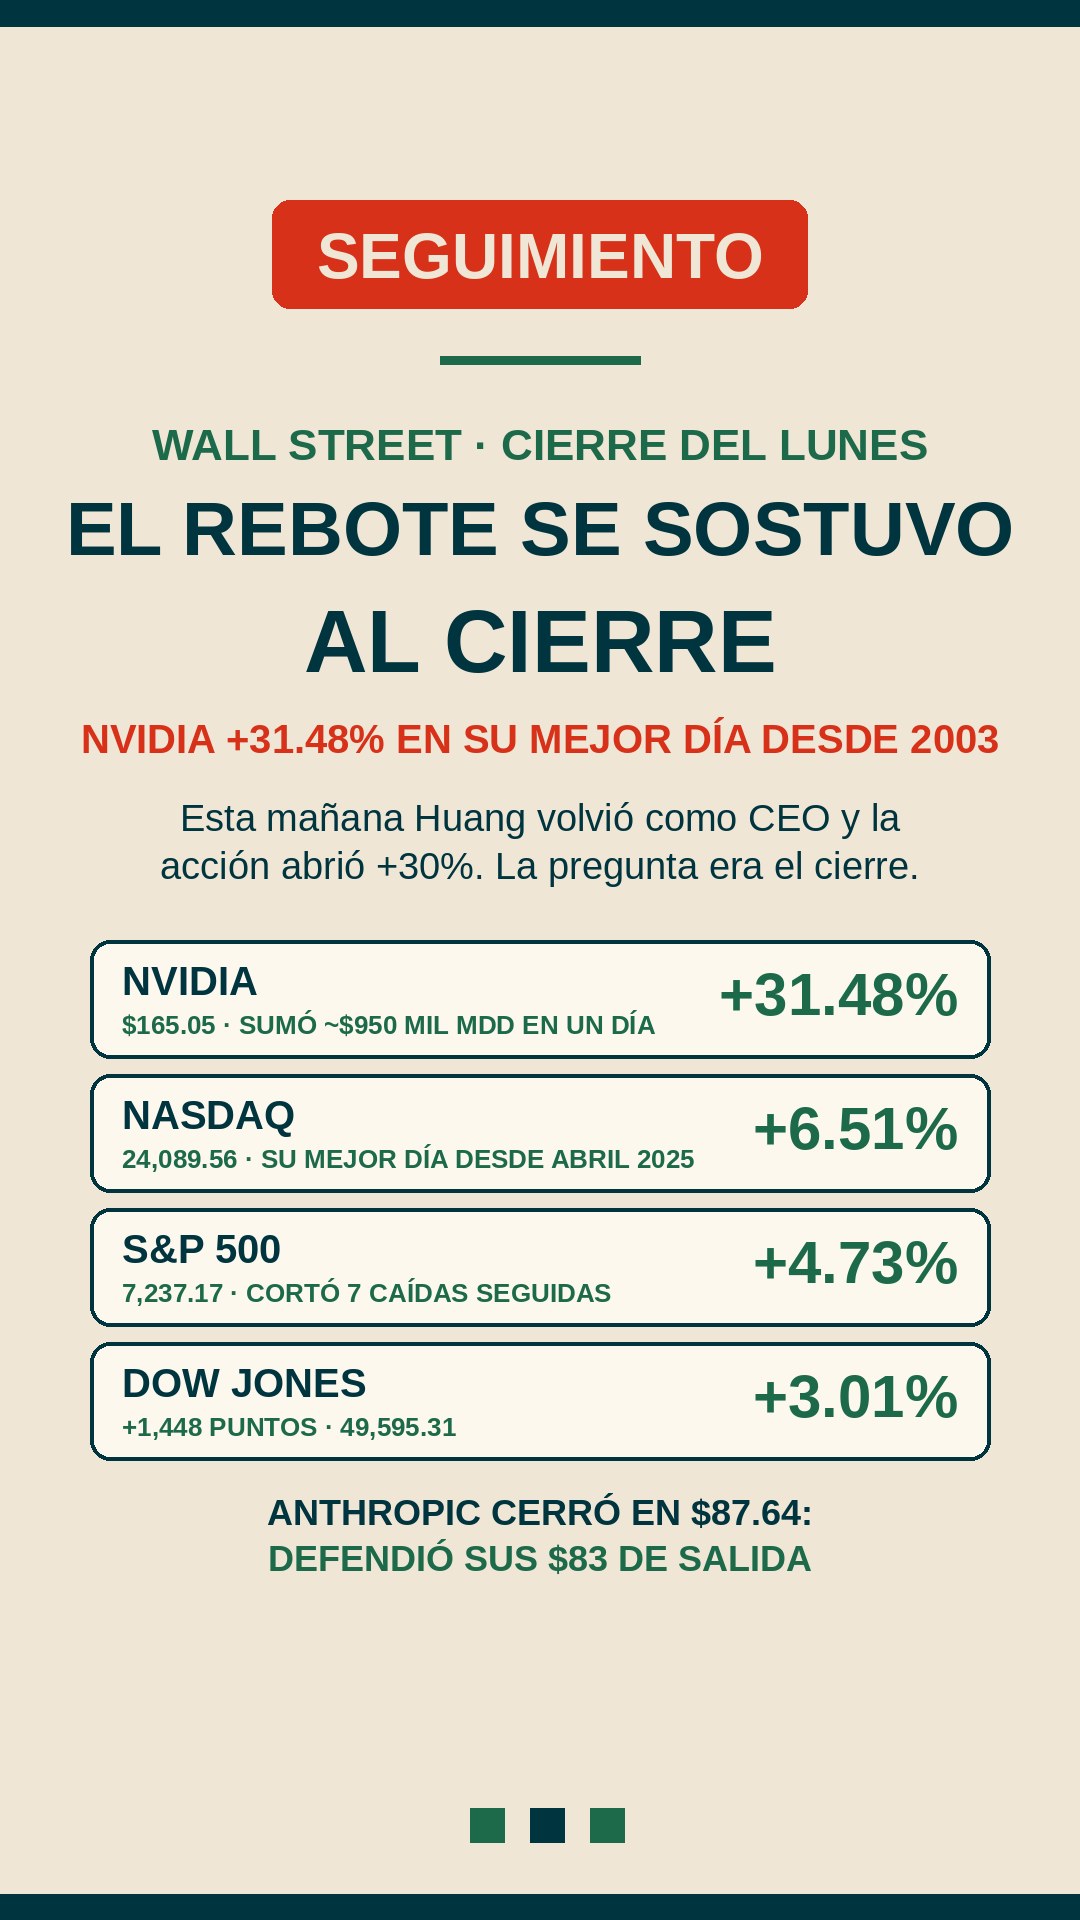 SEGUIMIENTO
WALL STREET · CIERRE DEL LUNES
EL REBOTE SE SOSTUVO
AL CIERRE
NVIDIA +31.48% EN SU MEJOR DÍA DESDE 2003
Esta mañana Huang volvió como CEO y la
acción abrió +30%. La pregunta era el cierre.
NVIDIA
+31.48%
$165.05 · SUMÓ ~$950 MIL MDD EN UN DÍA
NASDAQ
+6.51%
24,089.56 · SU MEJOR DÍA DESDE ABRIL 2025
S&P 500
+4.73%
7,237.17 · CORTÓ 7 CAÍDAS SEGUIDAS
DOW JONES
+3.01%
+1,448 PUNTOS · 49,595.31
ANTHROPIC CERRÓ EN $87.64:
DEFENDIÓ SUS $83 DE SALIDA